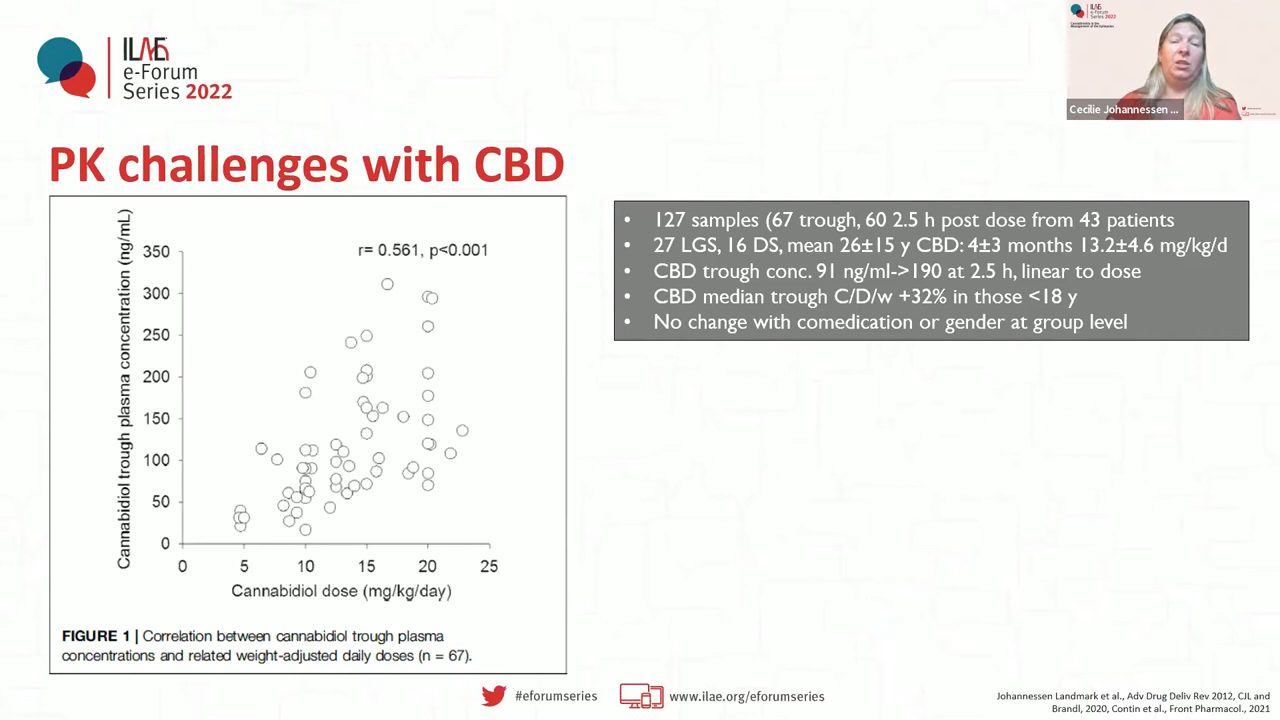 ILAE
e-Forum
Series 2022
ILAE
e-Forum
Series 2022
Cecilie Johannessen ...
PK challenges with CBD
Cannabidiol trough plasma concentration (ng/mL)
350
300
250
200
150
100
50
0
r= 0.561, p<0.001
0 5 10 15 20 25
Cannabidiol dose (mg/kg/day)
FIGURE 1 | Correlation between cannabidiol trough plasma
concentrations and related weight-adjusted daily doses (n = 67).
• 127 samples (67 trough, 60 2.5 h post dose from 43 patients
• 27 LGS, 16 DS, mean 26±15 y CBD: 4±3 months 13.2±4.6 mg/kg/d
• CBD trough conc. 91 ng/ml->190 at 2.5 h, linear to dose
• CBD median trough C/D/w +32% in those <18 y
• No change with comedication or gender at group level
#eforumseries
www.ilae.org/eforumseries
Johannessen Landmark et al., Adv Drug Deliv Rev 2012, CJL and
Brandl, 2020, Contin et al., Front Pharmacol., 2021